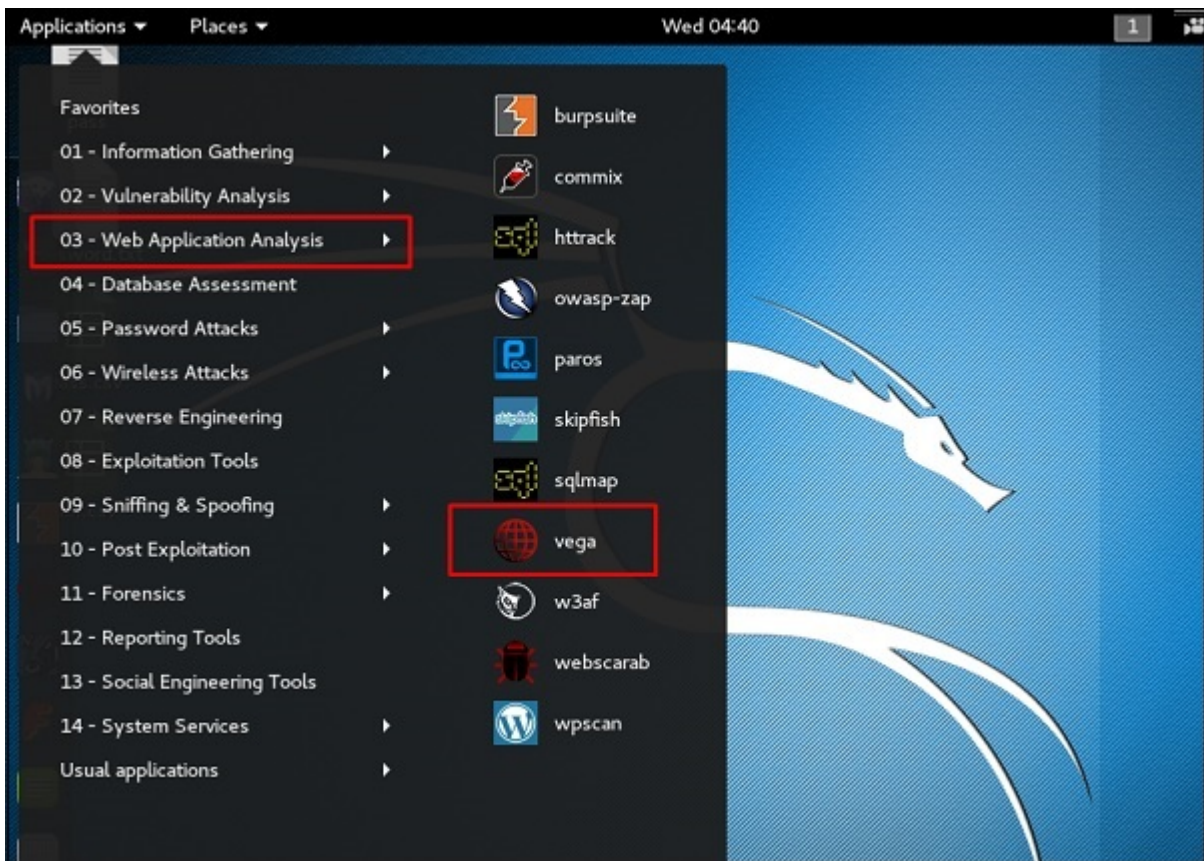 Applications Places Wed 04:40 1
Favorites
01 - Information Gathering
02 - Vulnerability Analysis
03 - Web Application Analysis
04 - Database Assessment
05 - Password Attacks
06 - Wireless Attacks
07 - Reverse Engineering
08 - Exploitation Tools
09 - Sniffing & Spoofing
10 - Post Exploitation
11 - Forensics
12 - Reporting Tools
13 - Social Engineering Tools
14 - System Services
Usual applications
burpsuite
commix
httrack
owasp-zap
paros
skipfish
sqlmap
vega
w3af
webscarab
wpscan